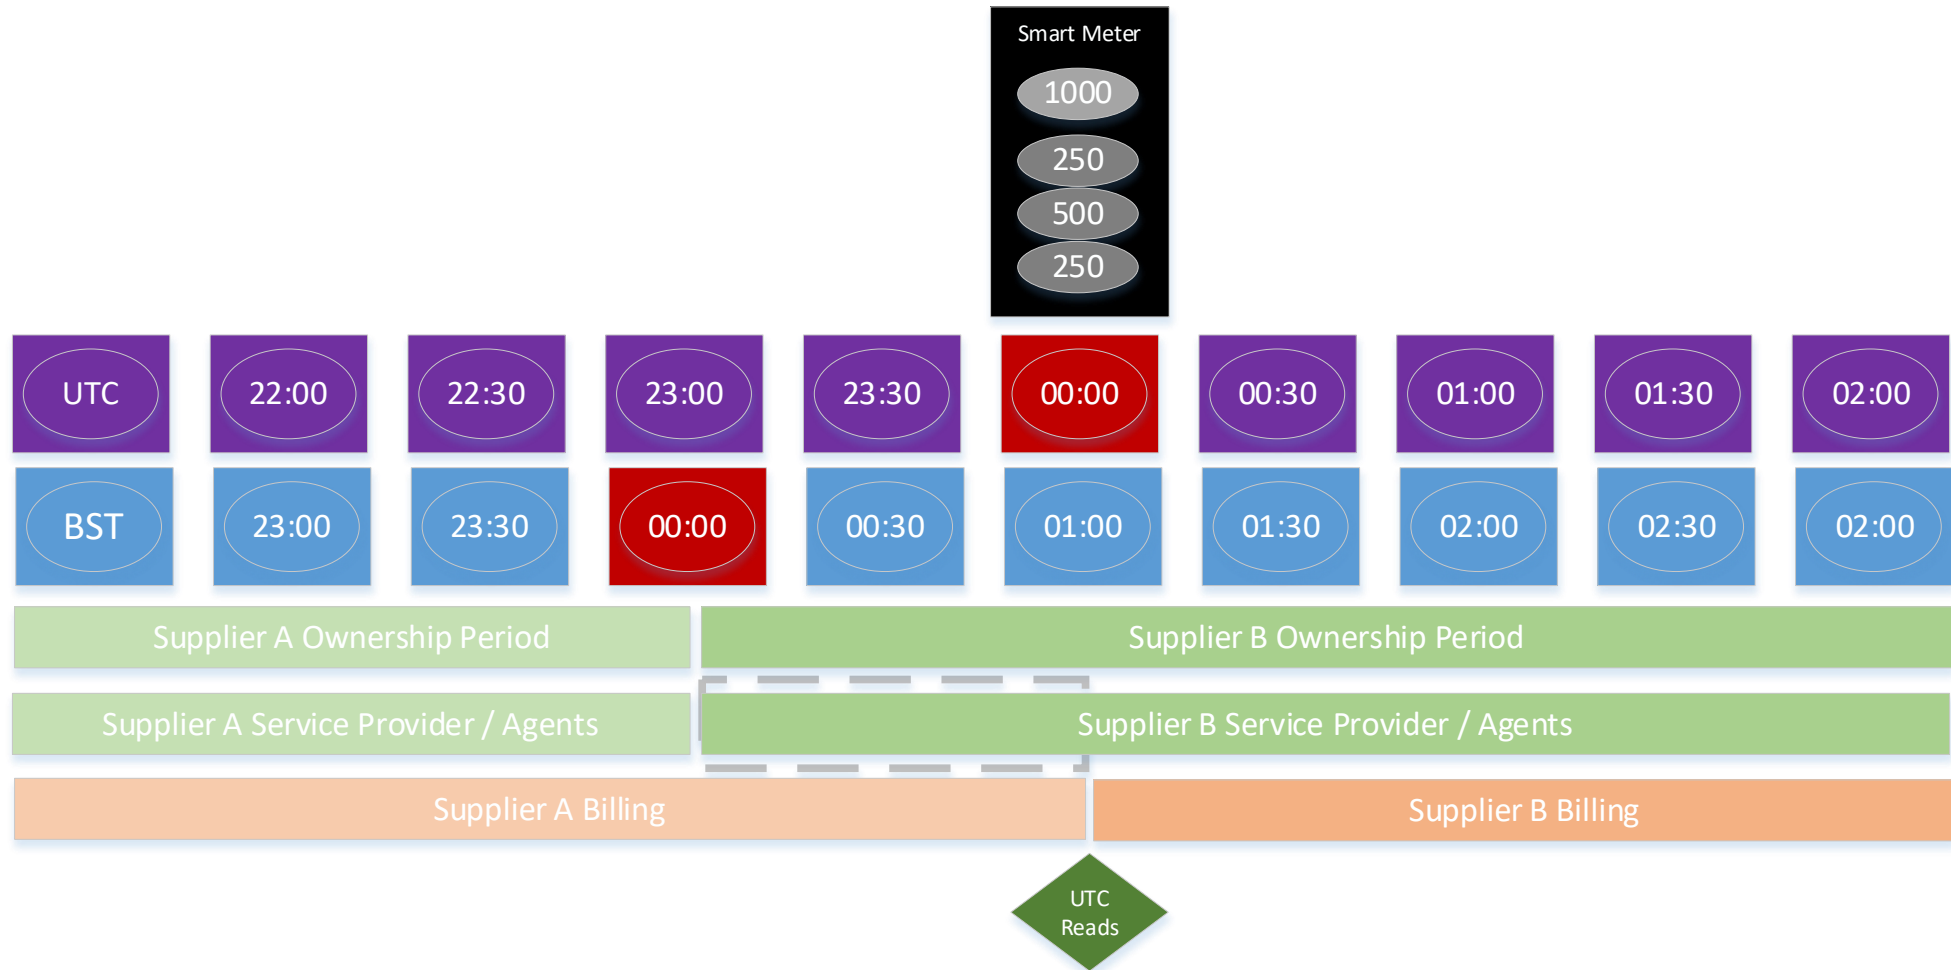 Smart Meter
1000
250
500
250
UTC 22:00 22:30 23:00 23:30 00:00 00:30 01:00 01:30 02:00
BST 23:00 23:30 00:00 00:30 01:00 01:30 02:00 02:30 02:00
Supplier A Ownership Period Supplier B Ownership Period
Supplier A Service Provider / Agents Supplier B Service Provider / Agents
Supplier A Billing Supplier B Billing
UTC
Reads